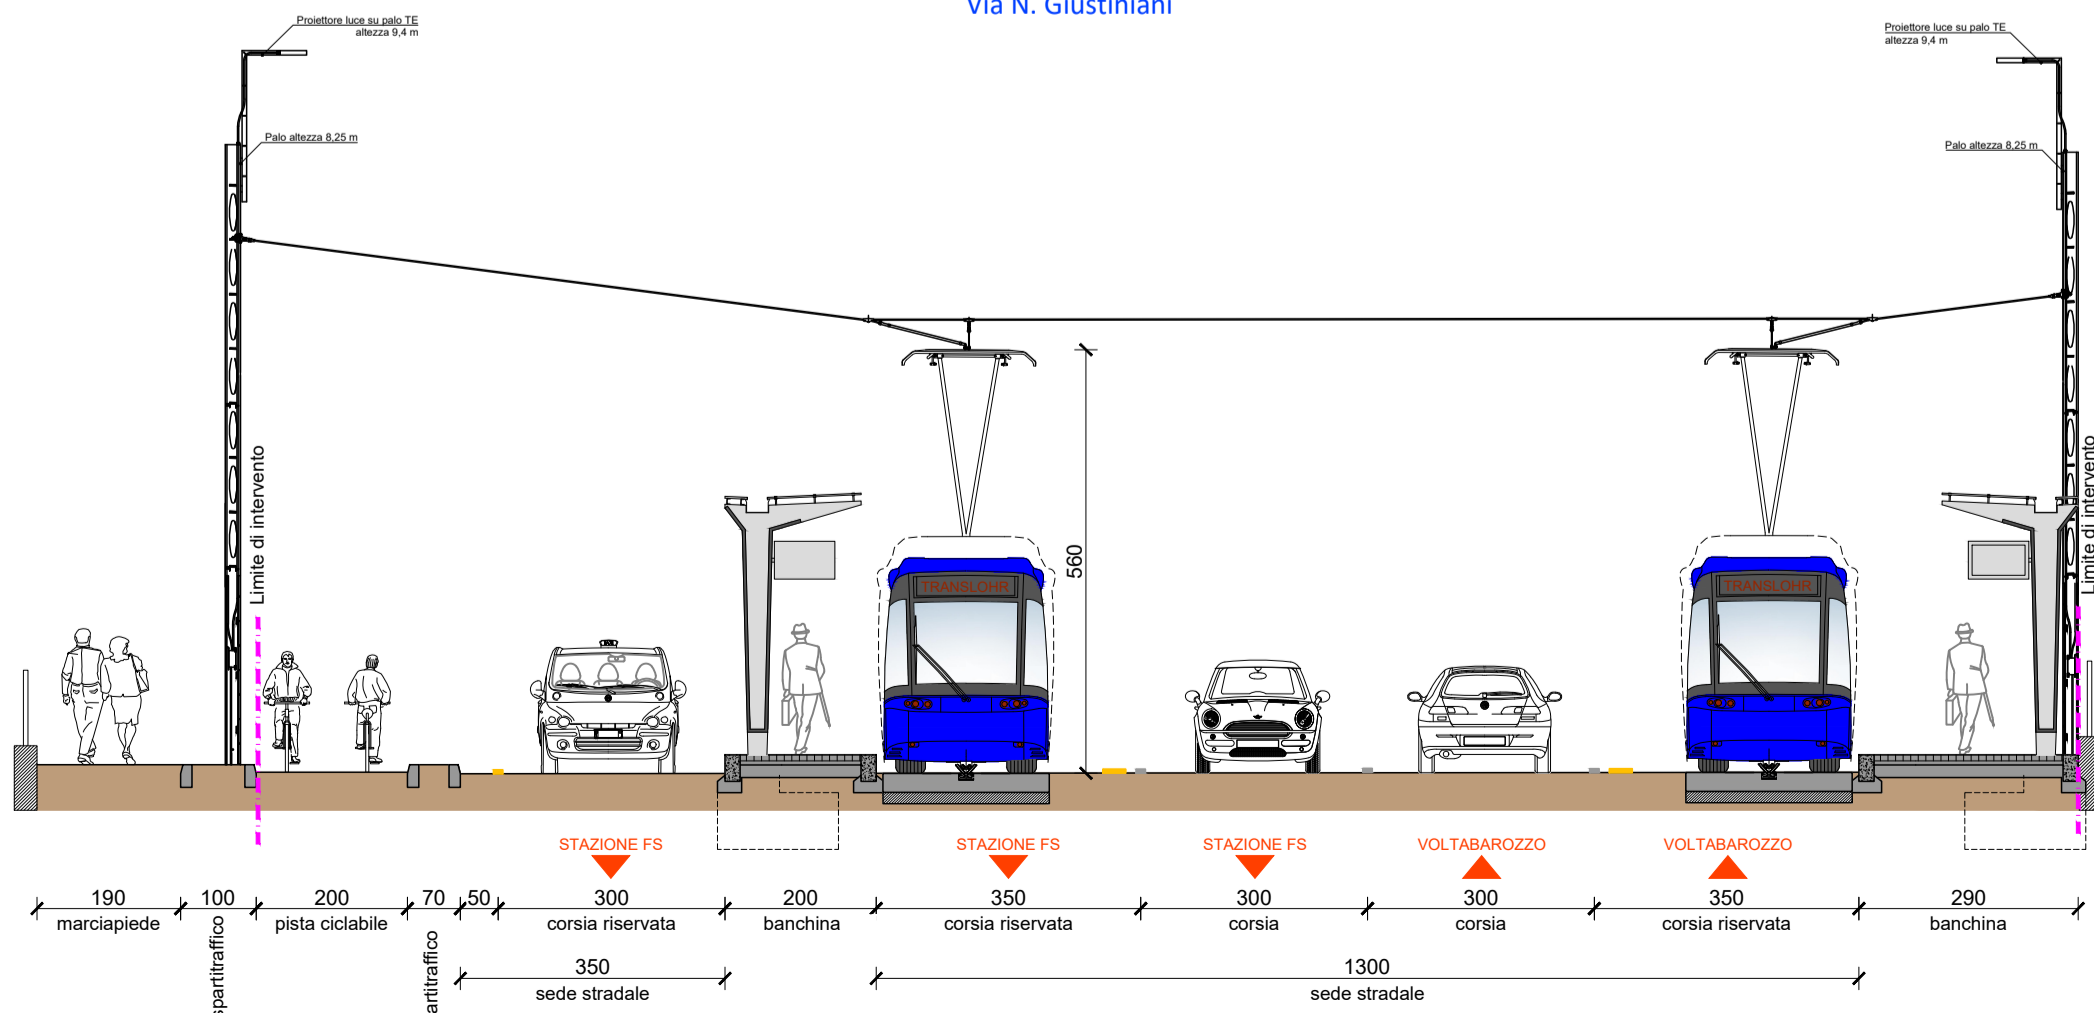 Via N. Giustiniani
Proiettore luce su palo TE
altezza 9,4 m
Proiettore luce su palo TE
altezza 9,4 m
Palo altezza 8,25 m
Palo altezza 8,25 m
Limite di intervento
Limite di intervento
560
TRANSLOHR
TRANSLOHR
STAZIONE FS
STAZIONE FS
STAZIONE FS
VOLTABAROZZO
VOLTABAROZZO
190 100 200 70 50 300 200 350 300 300 350 290
marciapiede spartitraffico pista ciclabile artitraffico corsia riservata banchina corsia riservata corsia corsia corsia riservata banchina
350 1300
sede stradale sede stradale